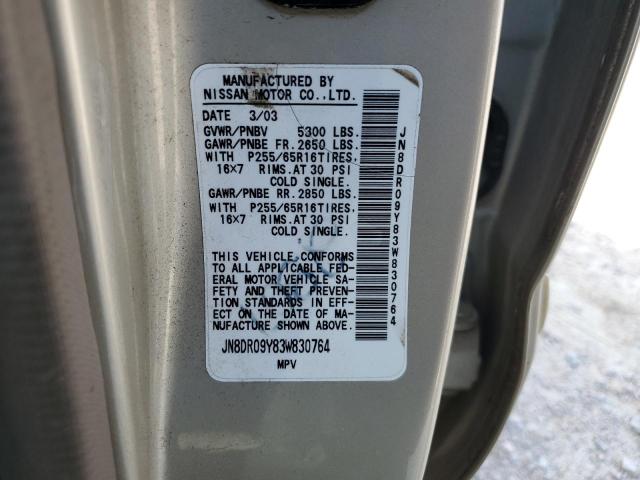 MANUFACTURED BY
NISSAN MOTOR CO.,LTD.
DATE 3/03
GVWR/PNBV 5300 LBS.
GAWR/PNBE FR. 2650 LBS.
WITH P255/65R16TIRES.
16×7 RIMS.AT 30 PSI
COLD SINGLE.
GAWR/PNBE RR. 2850 LBS.
WITH P255/65R16TIRES.
16×7 RIMS.AT 30 PSI
COLD SINGLE.
THIS VEHICLE CONFORMS
TO ALL APPLICABLE FED-
ERAL MOTOR VEHICLE SA-
FETY AND THEFT PREVEN-
TION STANDARDS IN EFF-
ECT ON THE DATE OF MA-
NUFACTURE SHOWN ABOVE.
JN8DR09Y83W830764
MPV
JN8DR09Y83W830764